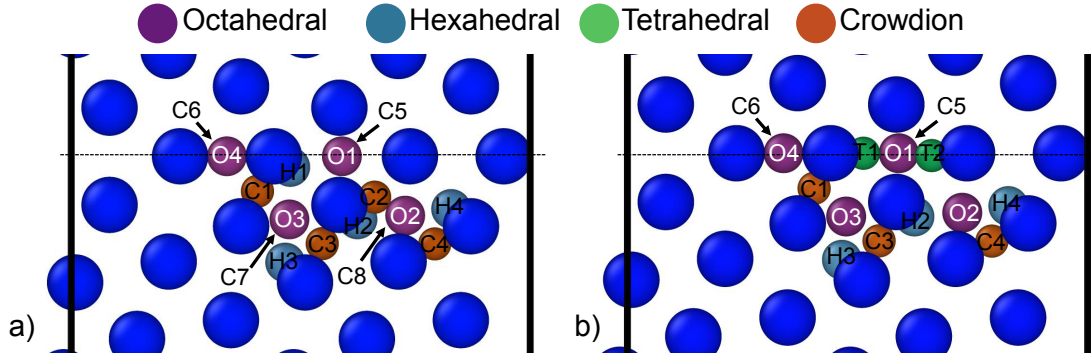 Octahedral Hexahedral Tetrahedral Crowdion
C6 C5
O4 H1 O1
C1 C2
O3 H2 O2 H4
C3 C4
H3
C7 C8
a)
C6 C5
O4 T1 O1 T2
C1
O3 H2 O2 H4
C3 C4
H3
b)